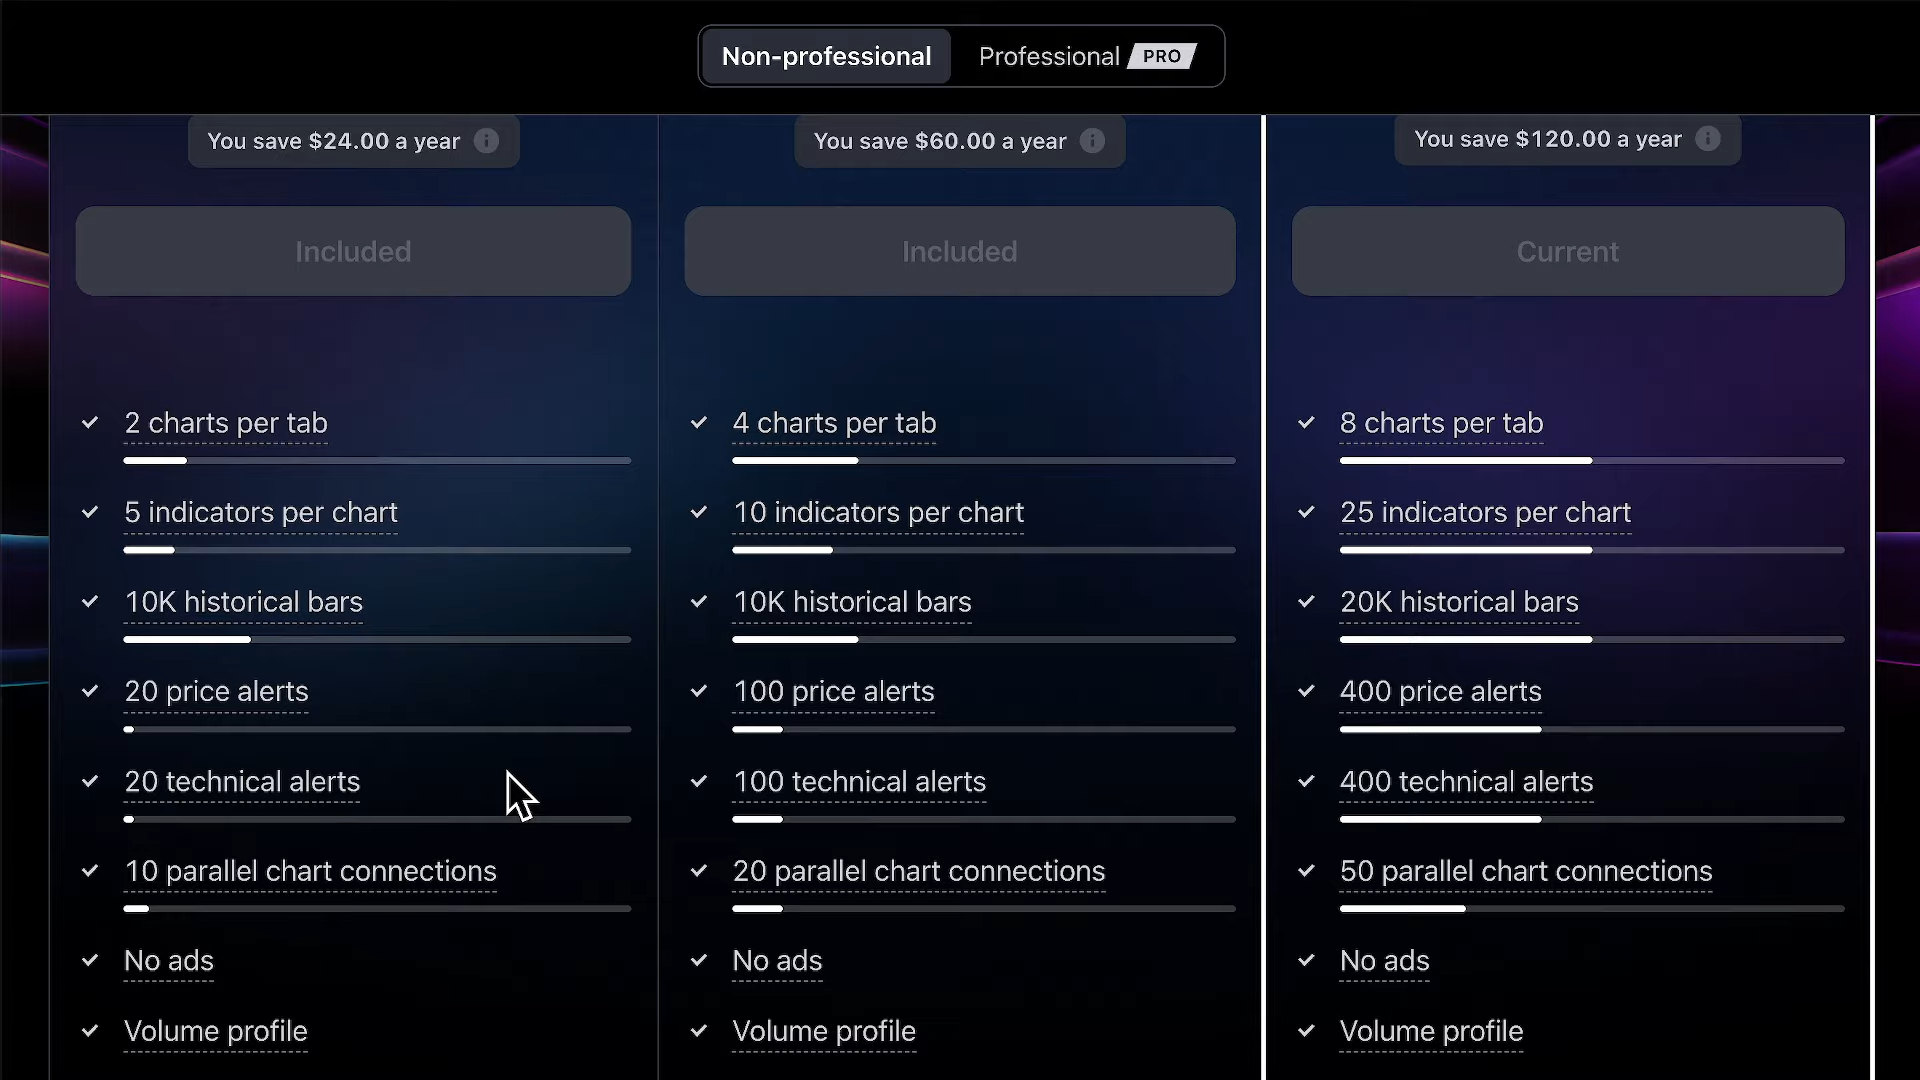 Non-professional
Professional PRO
You save $24.00 a year
Included
2 charts per tab
5 indicators per chart
10K historical bars
20 price alerts
20 technical alerts
10 parallel chart connections
No ads
Volume profile
You save $60.00 a year
Included
4 charts per tab
10 indicators per chart
10K historical bars
100 price alerts
100 technical alerts
20 parallel chart connections
No ads
Volume profile
You save $120.00 a year
Current
8 charts per tab
25 indicators per chart
20K historical bars
400 price alerts
400 technical alerts
50 parallel chart connections
No ads
Volume profile